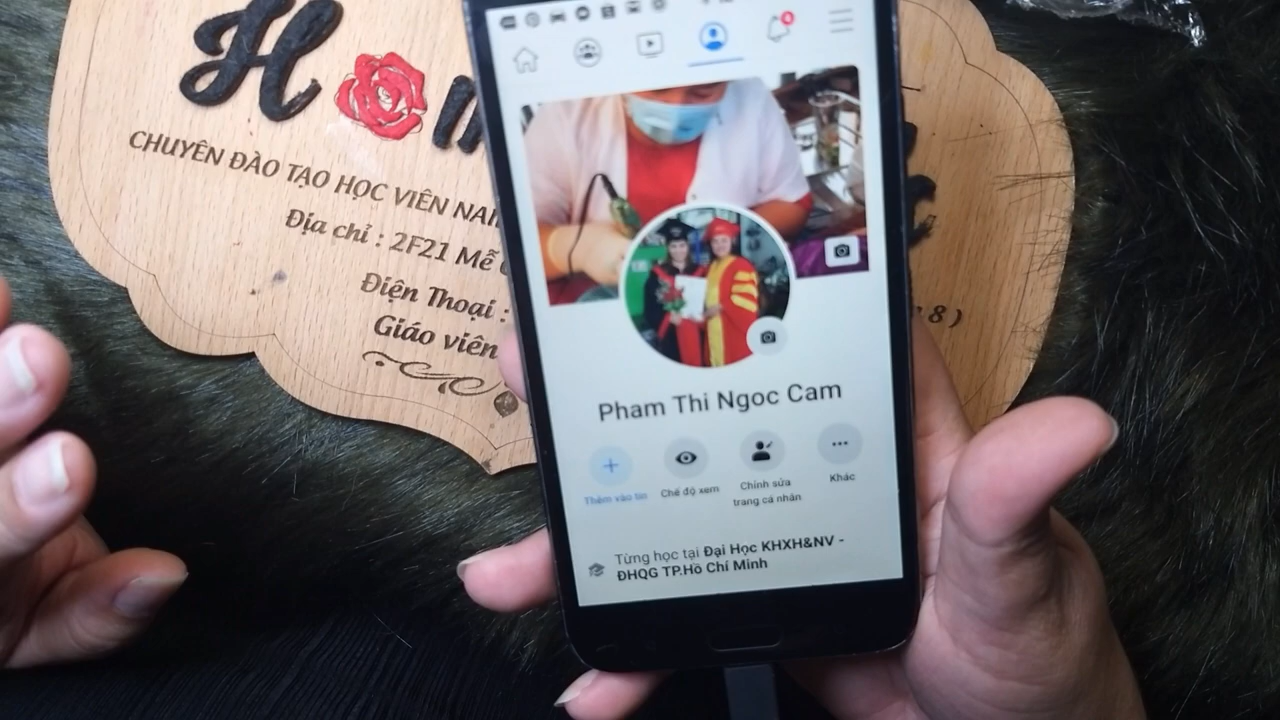 CHUYÊN ĐÀO TẠO HỌC VIÊN
Địa chỉ : 2F21 Mễ
Điện Thoại :
Giáo viên
8 )
Pham Thi Ngoc Cam
Thêm vào tin
Chế độ xem
Chỉnh sửa
trang cá nhân
Khác
Từng học tại Đại Học KHXH&NV -
ĐHQG TP.Hồ Chí Minh